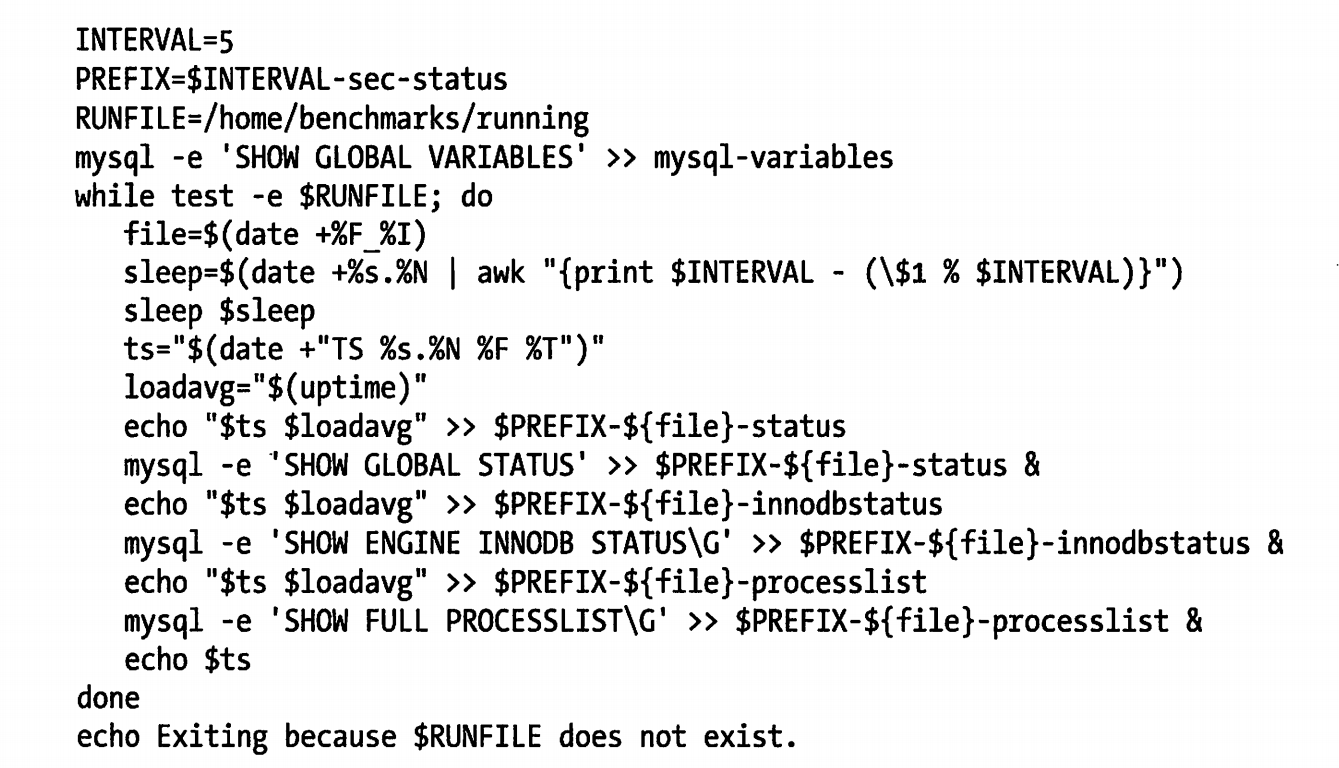 INTERVAL=5
PREFIX=$INTERVAL-sec-status
RUNFILE=/home/benchmarks/running
mysql -e 'SHOW GLOBAL VARIABLES' >> mysql-variables
while test -e $RUNFILE; do
   file=$(date +%F_%I)
   sleep=$(date +%s.%N | awk "{print $INTERVAL - (\$1 % $INTERVAL)}")
   sleep $sleep
   ts="$(date +"TS %s.%N %F %T")"
   loadavg="$(uptime)"
   echo "$ts $loadavg" >> $PREFIX-${file}-status
   mysql -e 'SHOW GLOBAL STATUS' >> $PREFIX-${file}-status &
   echo "$ts $loadavg" >> $PREFIX-${file}-innodbstatus
   mysql -e 'SHOW ENGINE INNODB STATUS\G' >> $PREFIX-${file}-innodbstatus &
   echo "$ts $loadavg" >> $PREFIX-${file}-processlist
   mysql -e 'SHOW FULL PROCESSLIST\G' >> $PREFIX-${file}-processlist &
   echo $ts
done
echo Exiting because $RUNFILE does not exist.